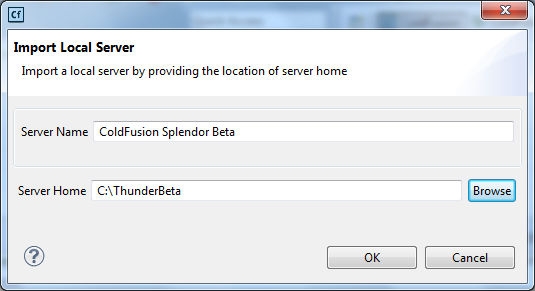 Cf
Import Local Server
Import a local server by providing the location of server home
Server Name ColdFusion Splendor Beta
Server Home C:\ThunderBeta Browse
? OK Cancel